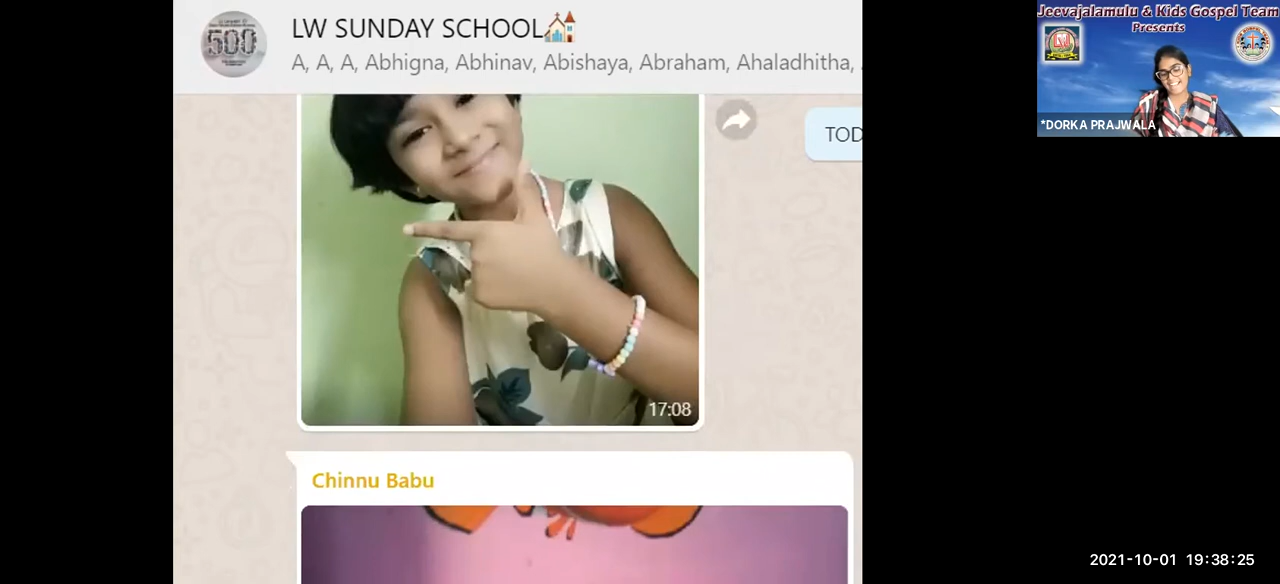 500
LW SUNDAY SCHOOL
A, A, A, Abhigna, Abhinav, Abishaya, Abraham, Ahaladhitha,
TOD
17:08
Chinnu Babu
Jeevajalamulu & Kids Gospel Team
Presents
*DORKA PRAJWALA
2021-10-01 19:38:25